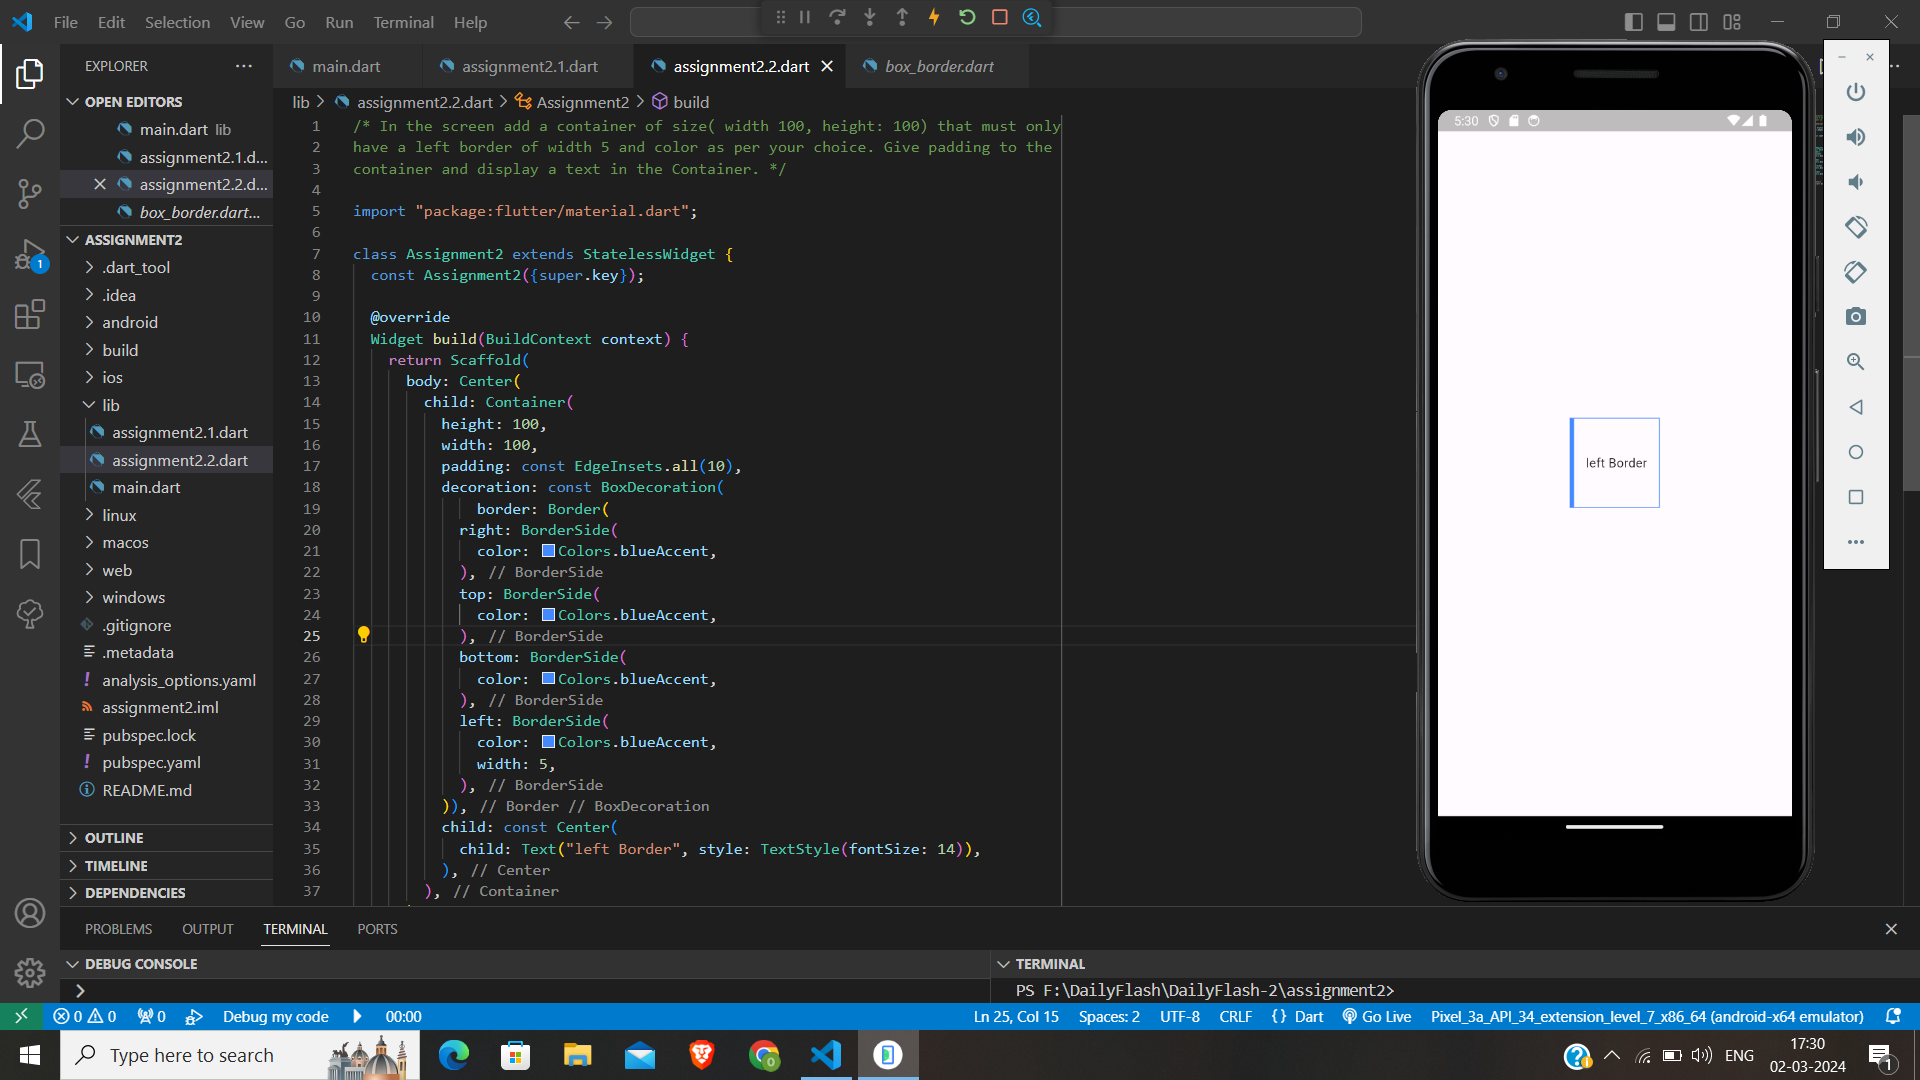 File Edit Selection View Go Run Terminal Help
EXPLORER
main.dart
assignment2.1.dart
assignment2.2.dart
box_border.dart
OPEN EDITORS
main.dart lib
assignment2.1.d...
assignment2.2.d...
box_border.dart...
ASSIGNMENT2
.dart_tool
.idea
android
build
ios
lib
assignment2.1.dart
assignment2.2.dart
main.dart
linux
macos
web
windows
.gitignore
.metadata
analysis_options.yaml
assignment2.iml
pubspec.lock
pubspec.yaml
README.md
OUTLINE
TIMELINE
DEPENDENCIES
1
lib > assignment2.2.dart > Assignment2 > build
1 /* In the screen add a container of size( width 100, height: 100) that must only
2 have a left border of width 5 and color as per your choice. Give padding to the
3 container and display a text in the Container. */
4
5 import "package:flutter/material.dart";
6
7 class Assignment2 extends StatelessWidget {
8 const Assignment2({super.key});
9
10 @override
11 Widget build(BuildContext context) {
12 return Scaffold(
13 body: Center(
14 child: Container(
15 height: 100,
16 width: 100,
17 padding: const EdgeInsets.all(10),
18 decoration: const BoxDecoration(
19 border: Border(
20 right: BorderSide(
21 color: Colors.blueAccent,
22 ), // BorderSide
23 top: BorderSide(
24 color: Colors.blueAccent,
25 ), // BorderSide
26 bottom: BorderSide(
27 color: Colors.blueAccent,
28 ), // BorderSide
29 left: BorderSide(
30 color: Colors.blueAccent,
31 width: 5,
32 ), // BorderSide
33 )), // Border // BoxDecoration
34 child: const Center(
35 child: Text("left Border", style: TextStyle(fontSize: 14)),
36 ), // Center
37 ), // Container
5:30
left Border
PROBLEMS OUTPUT TERMINAL PORTS
DEBUG CONSOLE
>
TERMINAL
PS F:\DailyFlash\DailyFlash-2\assignment2>
0 0 0 Debug my code 00:00 Ln 25, Col 15 Spaces: 2 UTF-8 CRLF {} Dart Go Live Pixel_3a_API_34_extension_level_7_x86_64 (android-x64 emulator)
Type here to search
ENG
17:30
02-03-2024
1